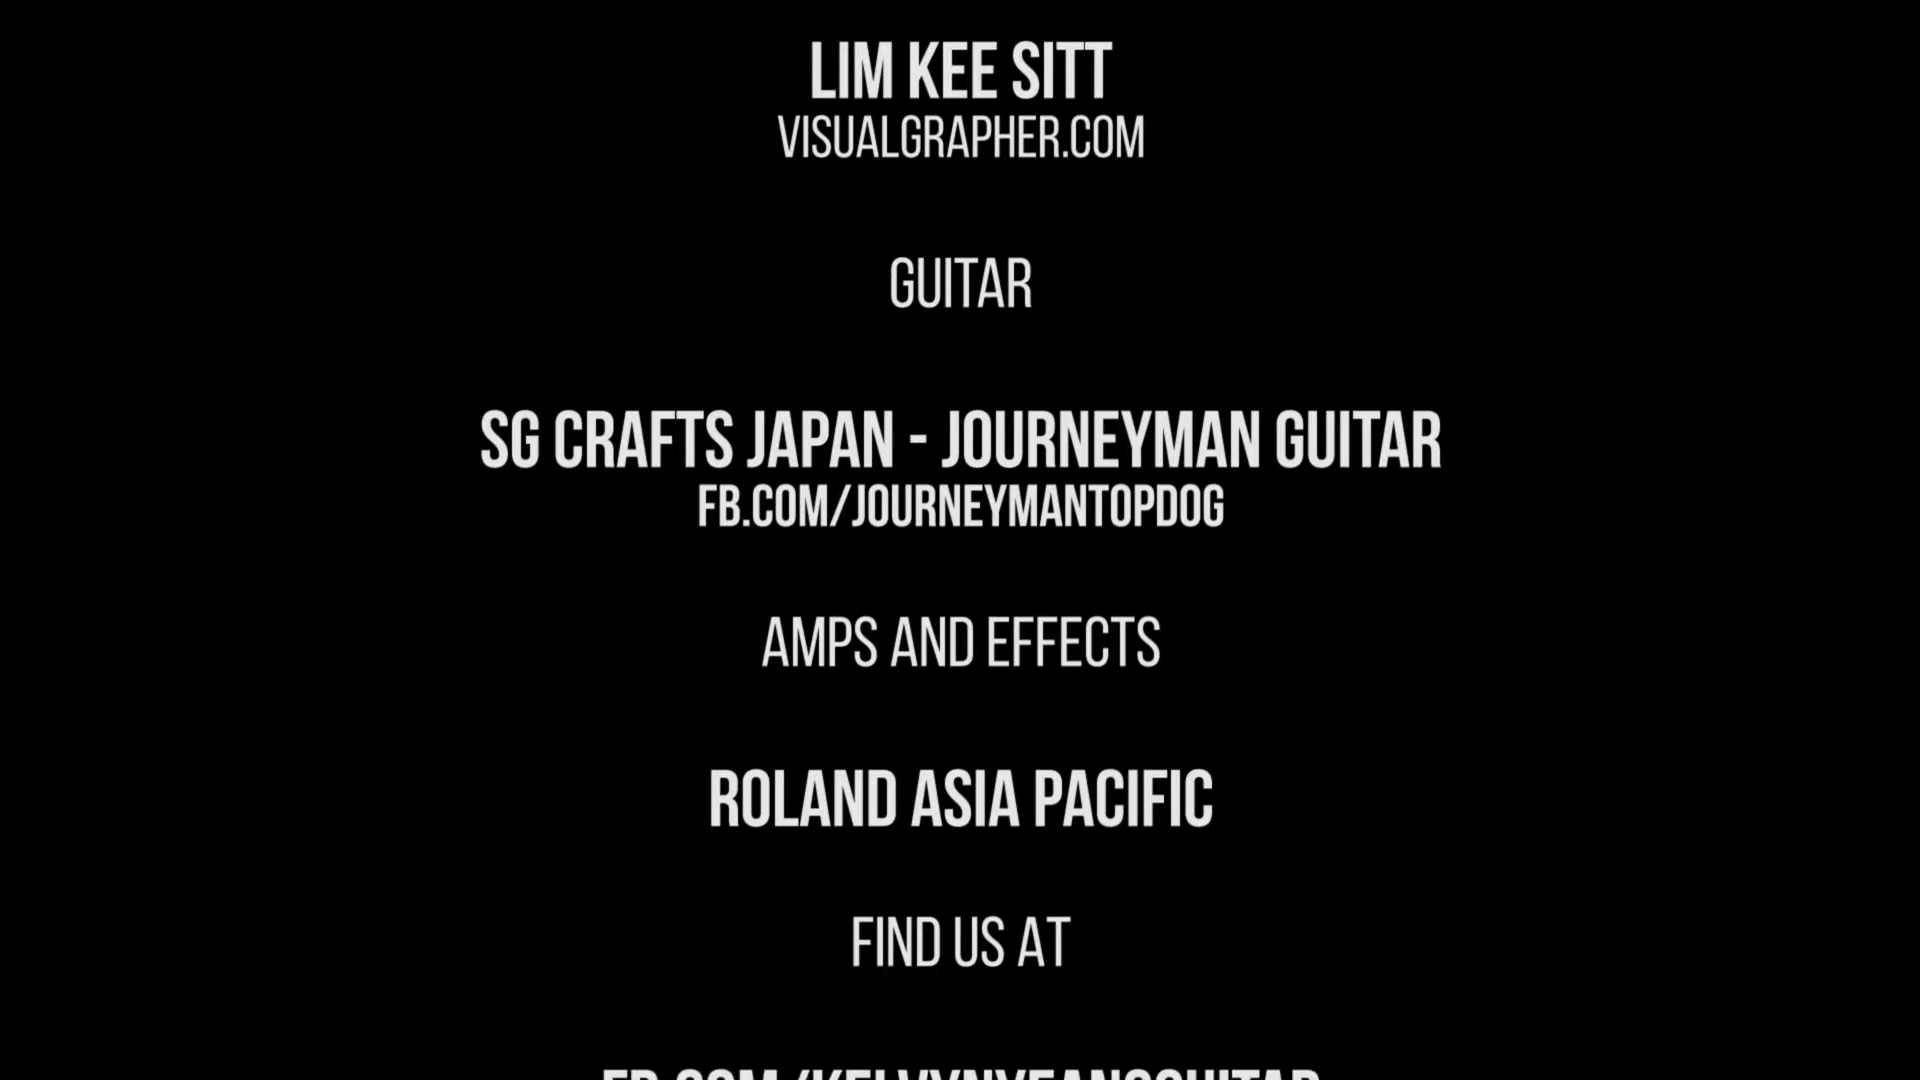 LIM KEE SITT
VISUALGRAPHER.COM
GUITAR
SG CRAFTS JAPAN - JOURNEYMAN GUITAR
FB.COM/JOURNEYMANTOPDOG
AMPS AND EFFECTS
ROLAND ASIA PACIFIC
FIND US AT